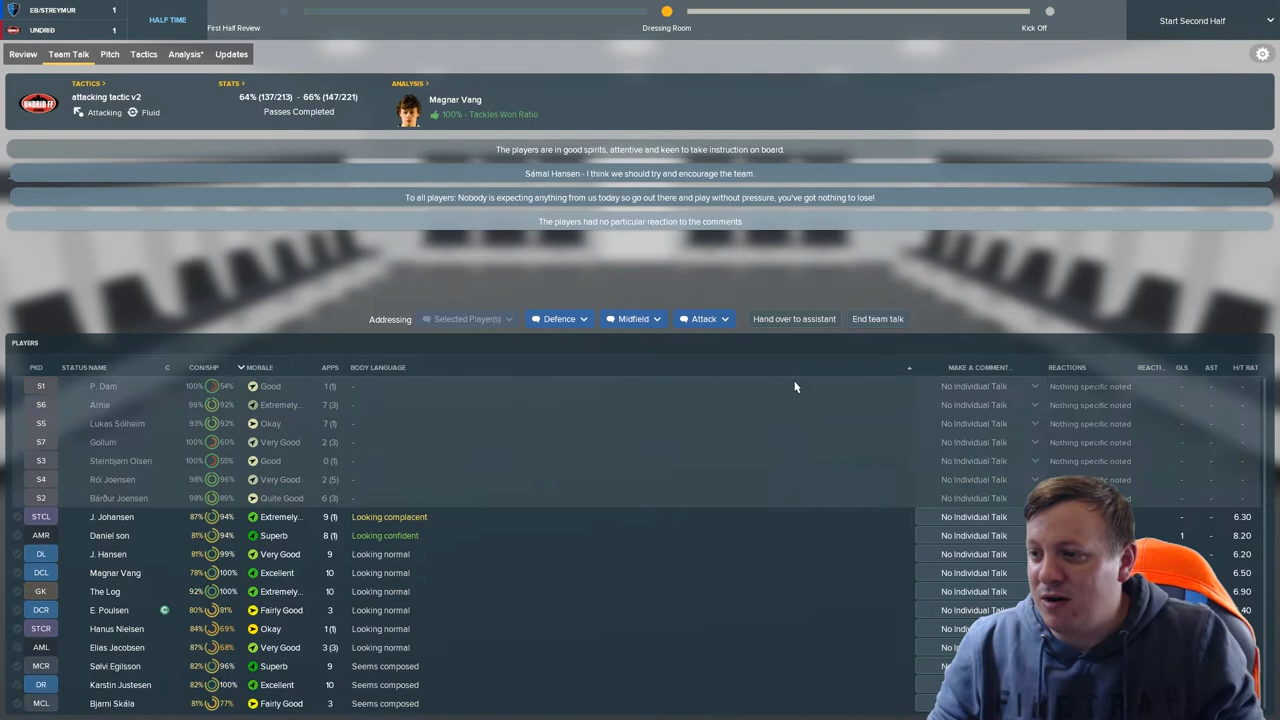 EB/STREYMUR 1
UNDRID 1
HALF TIME
First Half Review
Dressing Room
Kick Off
Start Second Half
Review Team Talk Pitch Tactics Analysis* Updates
UNDRID FF
TACTICS >
attacking tactic v2
Attacking Fluid
STATS >
64% (137/213) - 66% (147/221)
Passes Completed
ANALYSIS >
Magnar Vang
100% - Tackles Won Ratio
The players are in good spirits, attentive and keen to take instruction on board.
Sámal Hansen - I think we should try and encourage the team.
To all players: Nobody is expecting anything from us today so go out there and play without pressure, you've got nothing to lose!
The players had no particular reaction to the comments
Addressing Selected Player(s) Defence Midfield Attack Hand over to assistant End team talk
PLAYERS
PKD STATUS NAME C CON/SHP MORALE APPS BODY LANGUAGE MAKE A COMMENT... REACTIONS REACTI... GLS AST H/T RAT
S1 P. Dam 100% 54% Good 1 (1) - No Individual Talk Nothing specific noted - - -
S6 Arnie 96% 92% Extremely... 7 (3) - No Individual Talk Nothing specific noted - - -
S5 Lukas Sólheim 93% 92% Okay 7 (1) - No Individual Talk Nothing specific noted - - -
S7 Gollum 100% 60% Very Good 2 (3) - No Individual Talk Nothing specific noted - - -
S3 Steinbjørn Olsen 100% 55% Good 0 (1) - No Individual Talk Nothing specific noted - - -
S4 Rói Joensen 98% 96% Very Good 2 (5) - No Individual Talk Nothing specific noted - - -
S2 Bárður Joensen 98% 89% Quite Good 6 (3) - No Individual Talk Nothing specific noted - - -
STCL J. Johansen 87% 94% Extremely... 9 (1) Looking complacent No Individual Talk - - 6.30
AMR Daniel son 81% 94% Superb 8 (1) Looking confident No Individual Talk 1 - 8.20
DL J. Hansen 81% 99% Very Good 9 Looking normal No Individual Talk - 6.20
DCL Magnar Vang 78% 100% Excellent 10 Looking normal No Individual - 6.50
GK The Log 92% 100% Extremely... 10 Looking normal No Individual 6.90
DCR E. Poulsen C 80% 81% Fairly Good 3 Looking normal No Individual .40
STCR Hanus Nielsen 84% 69% Okay 1 (1) Looking normal No Indivi
AML Elias Jacobsen 87% 68% Very Good 3 (3) Looking normal No Indi
MCR Sølvi Egilsson 82% 96% Superb 9 Seems composed No
DR Karstin Justesen 82% 100% Excellent 10 Seems composed
MCL Bjarni Skála 81% 77% Fairly Good 3 Seems composed